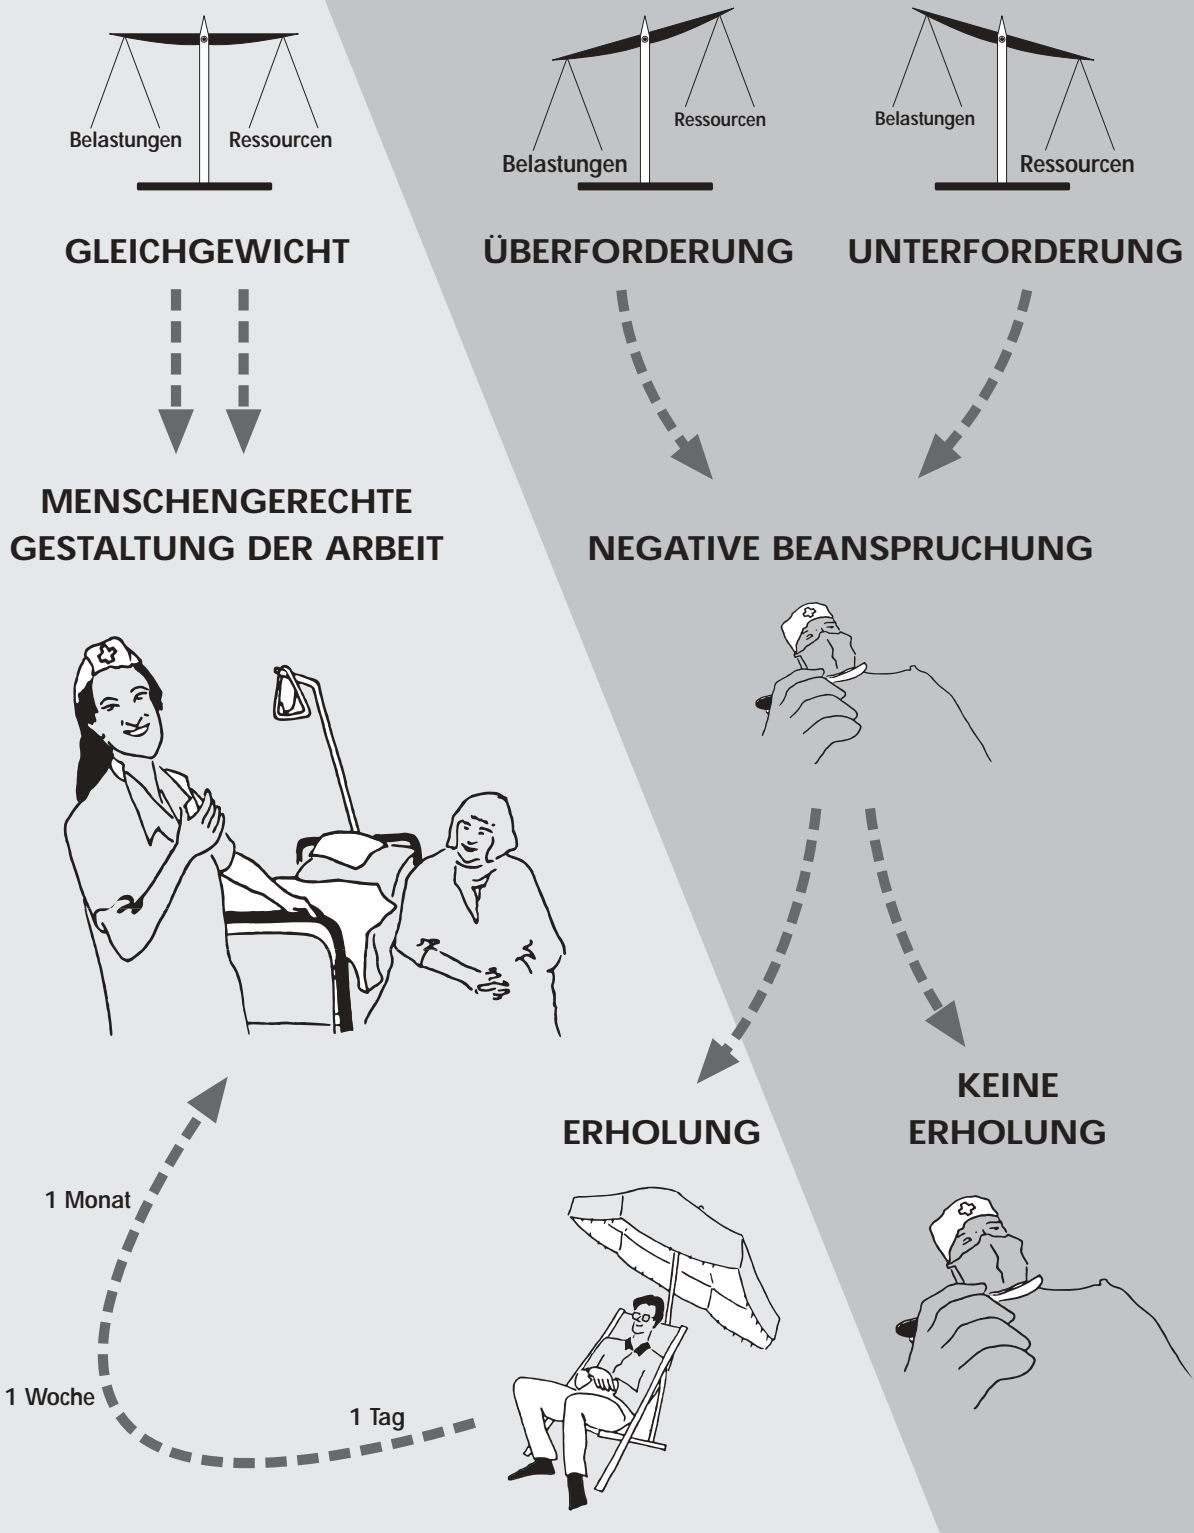 Belastungen
Ressourcen
Belastungen
Ressourcen
Belastungen
Ressourcen
GLEICHGEWICHT
ÜBERFORDERUNG
UNTERFORDERUNG
MENSCHENGERECHTE
GESTALTUNG DER ARBEIT
NEGATIVE BEANSPRUCHUNG
ERHOLUNG
KEINE
ERHOLUNG
1 Monat
1 Woche
1 Tag